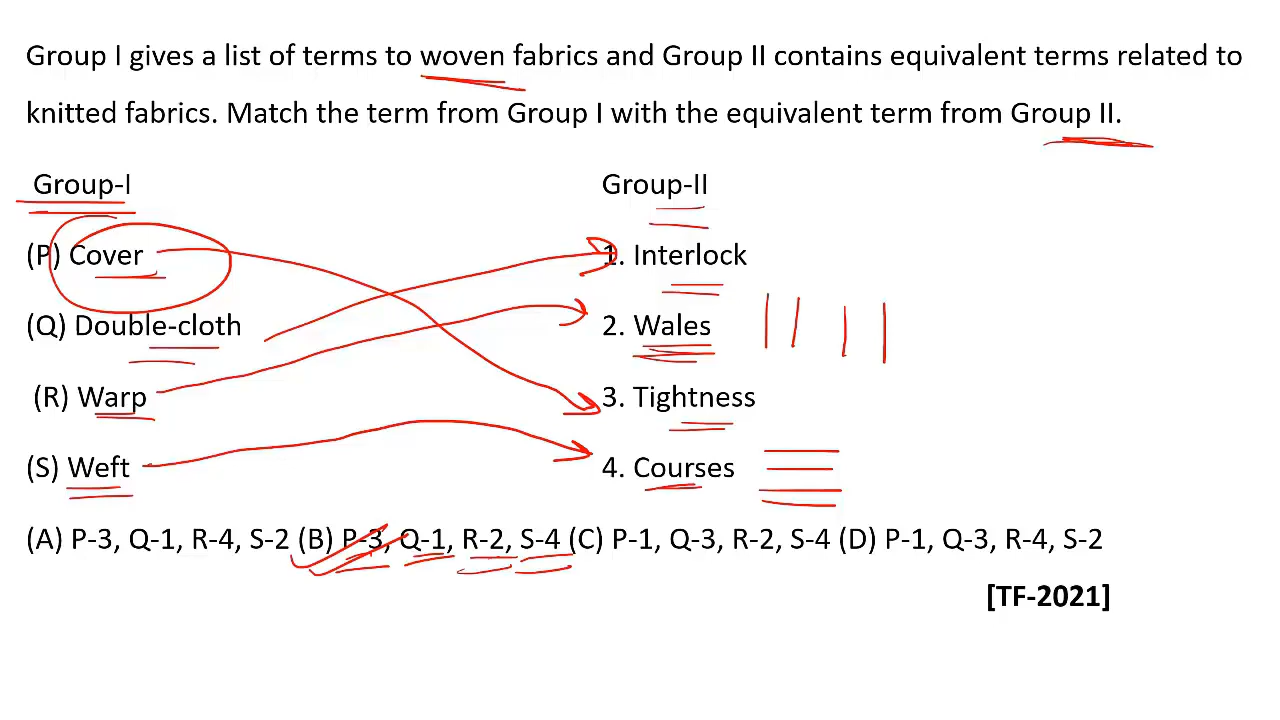 Group I gives a list of terms to woven fabrics and Group II contains equivalent terms related to
knitted fabrics. Match the term from Group I with the equivalent term from Group II.
Group-I Group-II
(P) Cover 1. Interlock
(Q) Double-cloth 2. Wales
(R) Warp 3. Tightness
(S) Weft 4. Courses
(A) P-3, Q-1, R-4, S-2 (B) P-3, Q-1, R-2, S-4 (C) P-1, Q-3, R-2, S-4 (D) P-1, Q-3, R-4, S-2
[TF-2021]